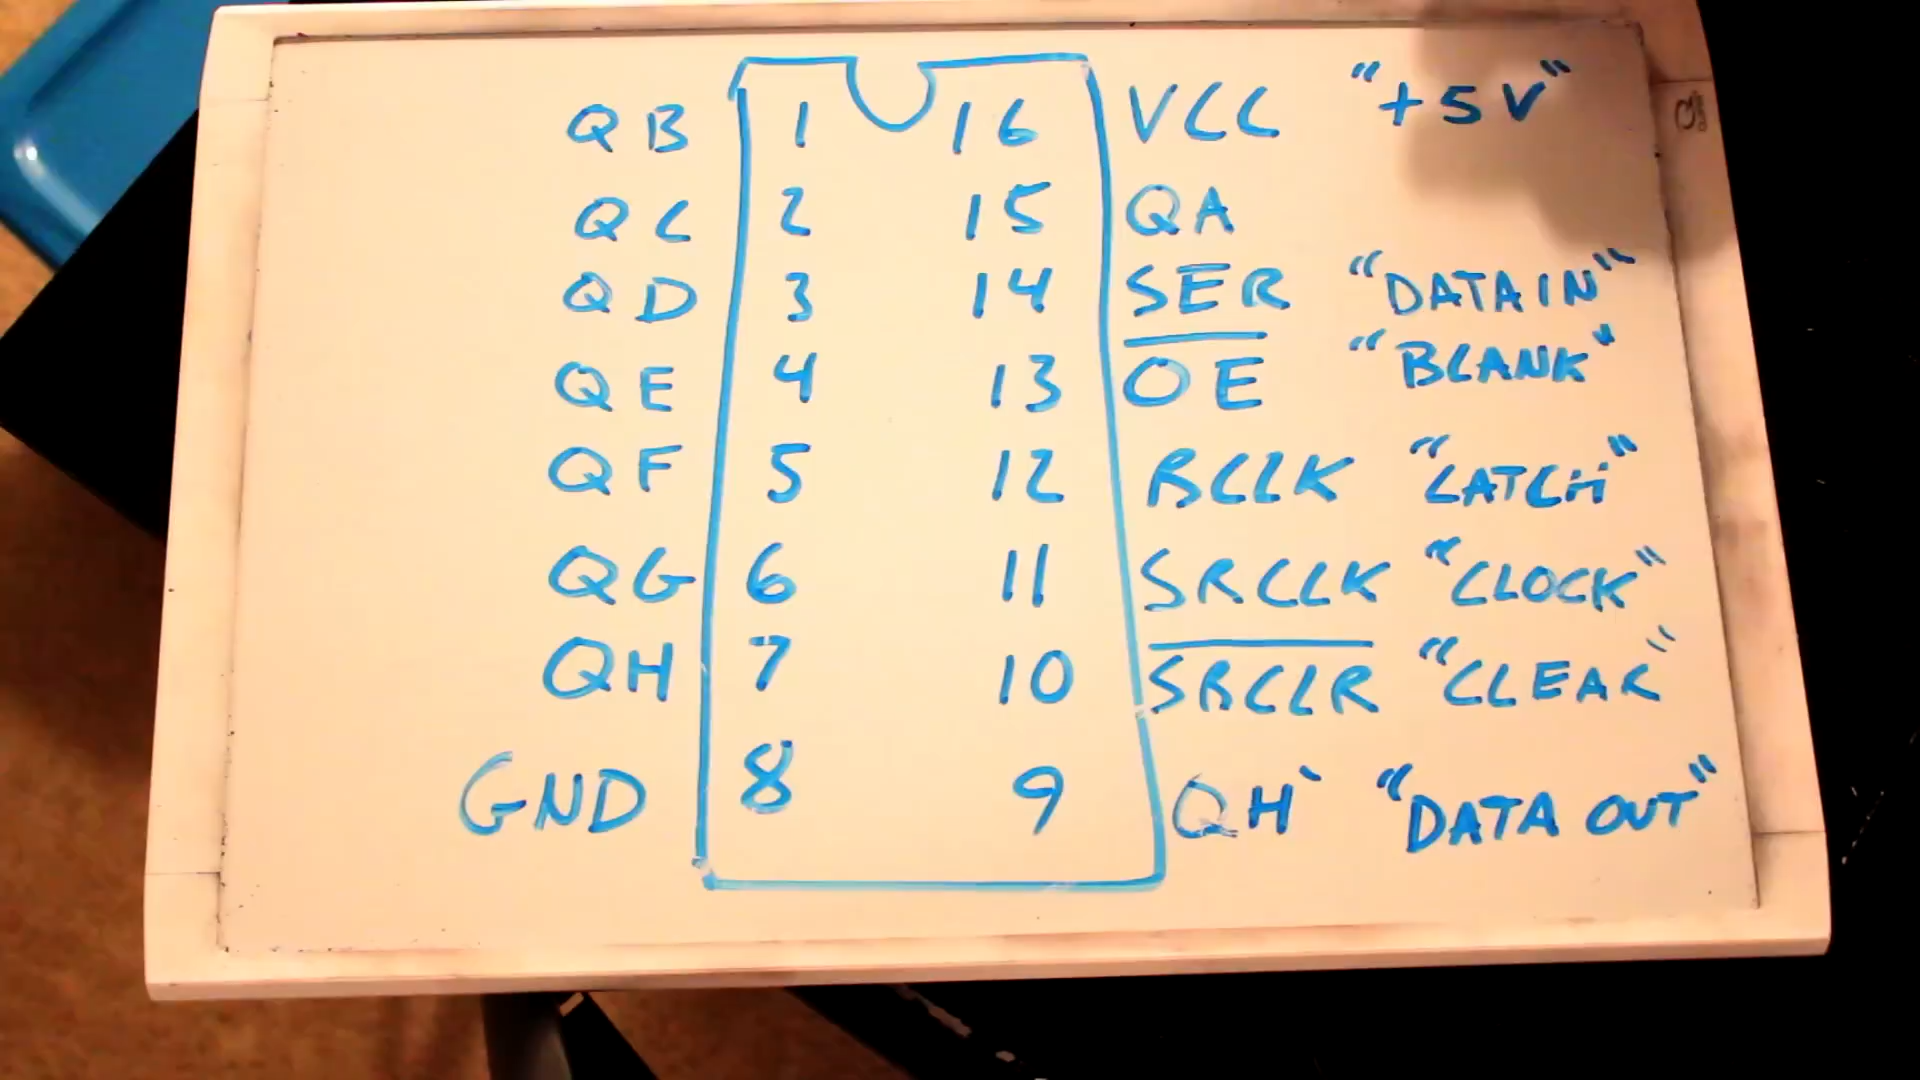 QB 1 16 VCC "+5V"
QC 2 15 QA
QD 3 14 SER "DATA IN"
QE 4 13 OE "BLANK"
QF 5 12 RCLK "LATCH"
QG 6 11 SRCLK "CLOCK"
QH 7 10 SRCLR "CLEAR"
GND 8 9 QH` "DATA OUT"